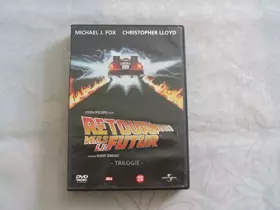 MICHAEL J. FOX CHRISTOPHER LLOYD
RETOUR
VERS LE
FUTUR
- TRILOGIE -
DVD